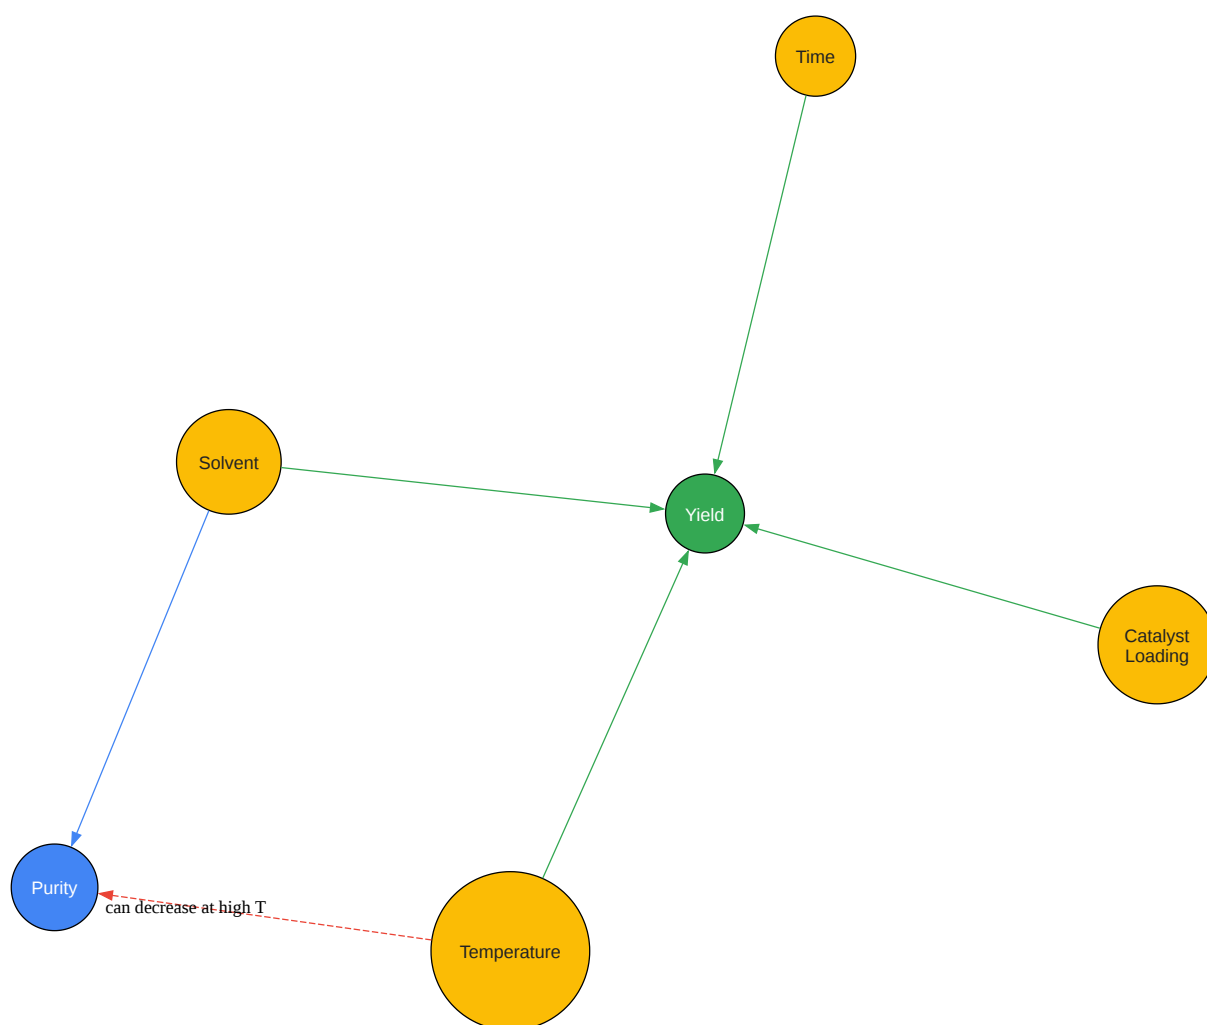 Time
Solvent
Yield
Catalyst
Loading
Purity
can decrease at high T
Temperature